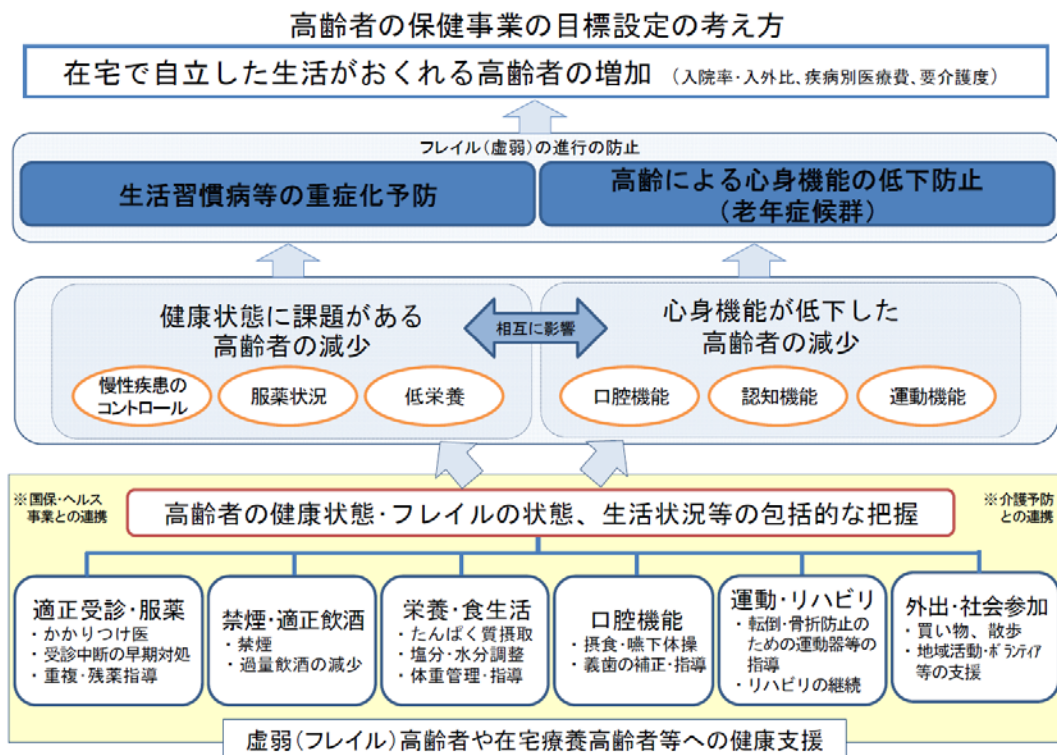 高齢者の保健事業の目標設定の考え方
在宅で自立した生活がおくれる高齢者の増加 (入院率・入外比、疾病別医療費、要介護度)
フレイル(虚弱)の進行の防止
生活習慣病等の重症化予防
高齢による心身機能の低下防止
(老年症候群)
健康状態に課題がある
高齢者の減少
相互に影響
心身機能が低下した
高齢者の減少
慢性疾患の
コントロール
服薬状況
低栄養
口腔機能
認知機能
運動機能
※国保・ヘルス
事業との連携
高齢者の健康状態・フレイルの状態、生活状況等の包括的な把握
※介護予防
との連携
適正受診・服薬
・かかりつけ医
・受診中断の早期対処
・重複・残薬指導
禁煙・適正飲酒
・禁煙
・過量飲酒の減少
栄養・食生活
・たんぱく質摂取
・塩分・水分調整
・体重管理・指導
口腔機能
・摂食・嚥下体操
・義歯の補正・指導
運動・リハビリ
・転倒・骨折防止の
ための運動器等の
指導
・リハビリの継続
外出・社会参加
・買い物、散歩
・地域活動・ボランティア
等の支援
虚弱(フレイル)高齢者や在宅療養高齢者等への健康支援